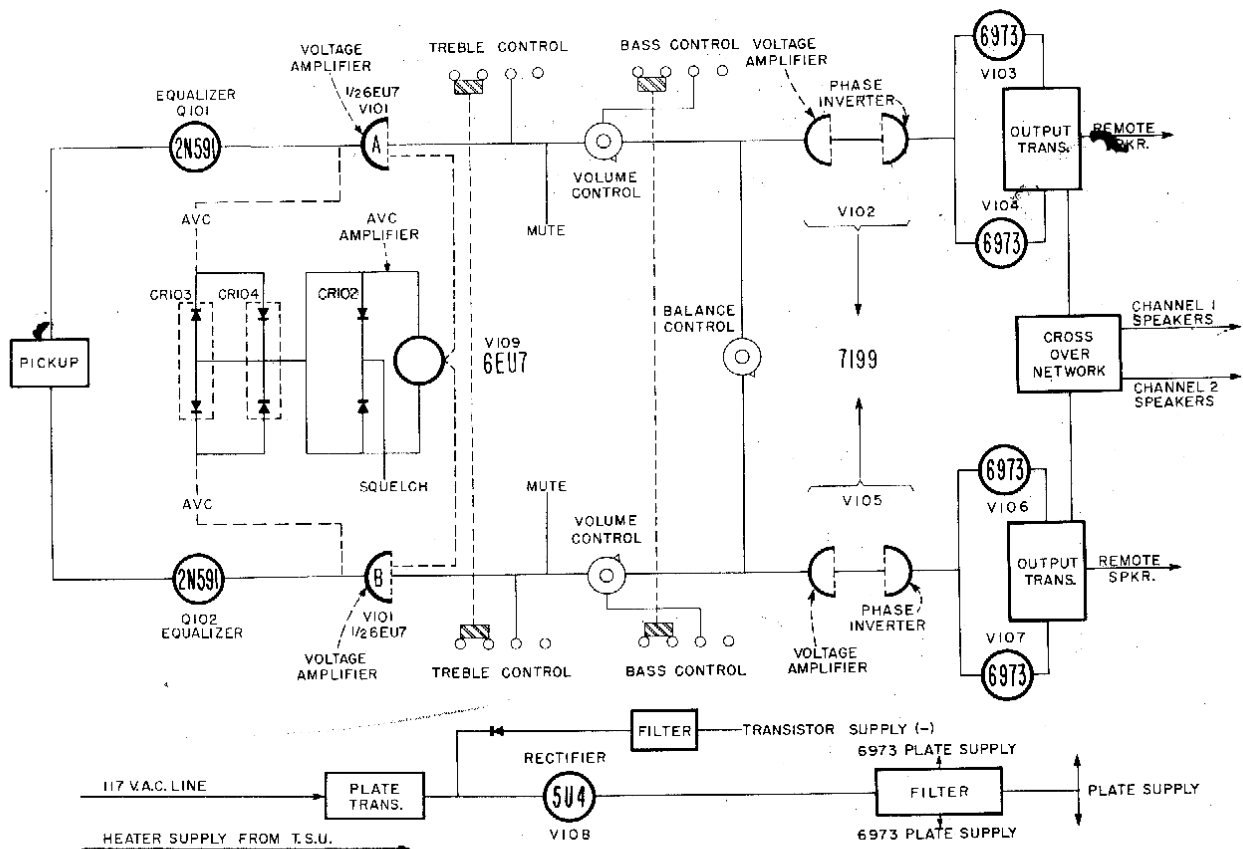 TREBLE CONTROL
BASS CONTROL
VOLTAGE
AMPLIFIER
6973
V103
VOLTAGE
AMPLIFIER
PHASE
INVERTER
EQUALIZER
Q101
2N591
1/26EU7
V101
A
OUTPUT
TRANS.
REMOTE
SPKR.
VOLUME
CONTROL
AVC
AVC
AMPLIFIER
MUTE
V102
V104
6973
CR103
CR104
CR102
PICKUP
V109
6EU7
BALANCE
CONTROL
7199
CROSS
OVER
NETWORK
CHANNEL 1
SPEAKERS
CHANNEL 2
SPEAKERS
SQUELCH
AVC
MUTE
VOLUME
CONTROL
V105
6973
V106
2N591
Q102
EQUALIZER
B
V101
1/26EU7
VOLTAGE
AMPLIFIER
TREBLE CONTROL
BASS CONTROL
VOLTAGE
AMPLIFIER
PHASE
INVERTER
OUTPUT
TRANS.
REMOTE
SPKR.
V107
6973
FILTER
TRANSISTOR SUPPLY (-)
117 V.A.C. LINE
PLATE
TRANS.
RECTIFIER
5U4
V108
6973 PLATE SUPPLY
FILTER
PLATE SUPPLY
6973 PLATE SUPPLY
HEATER SUPPLY FROM T.S.U.